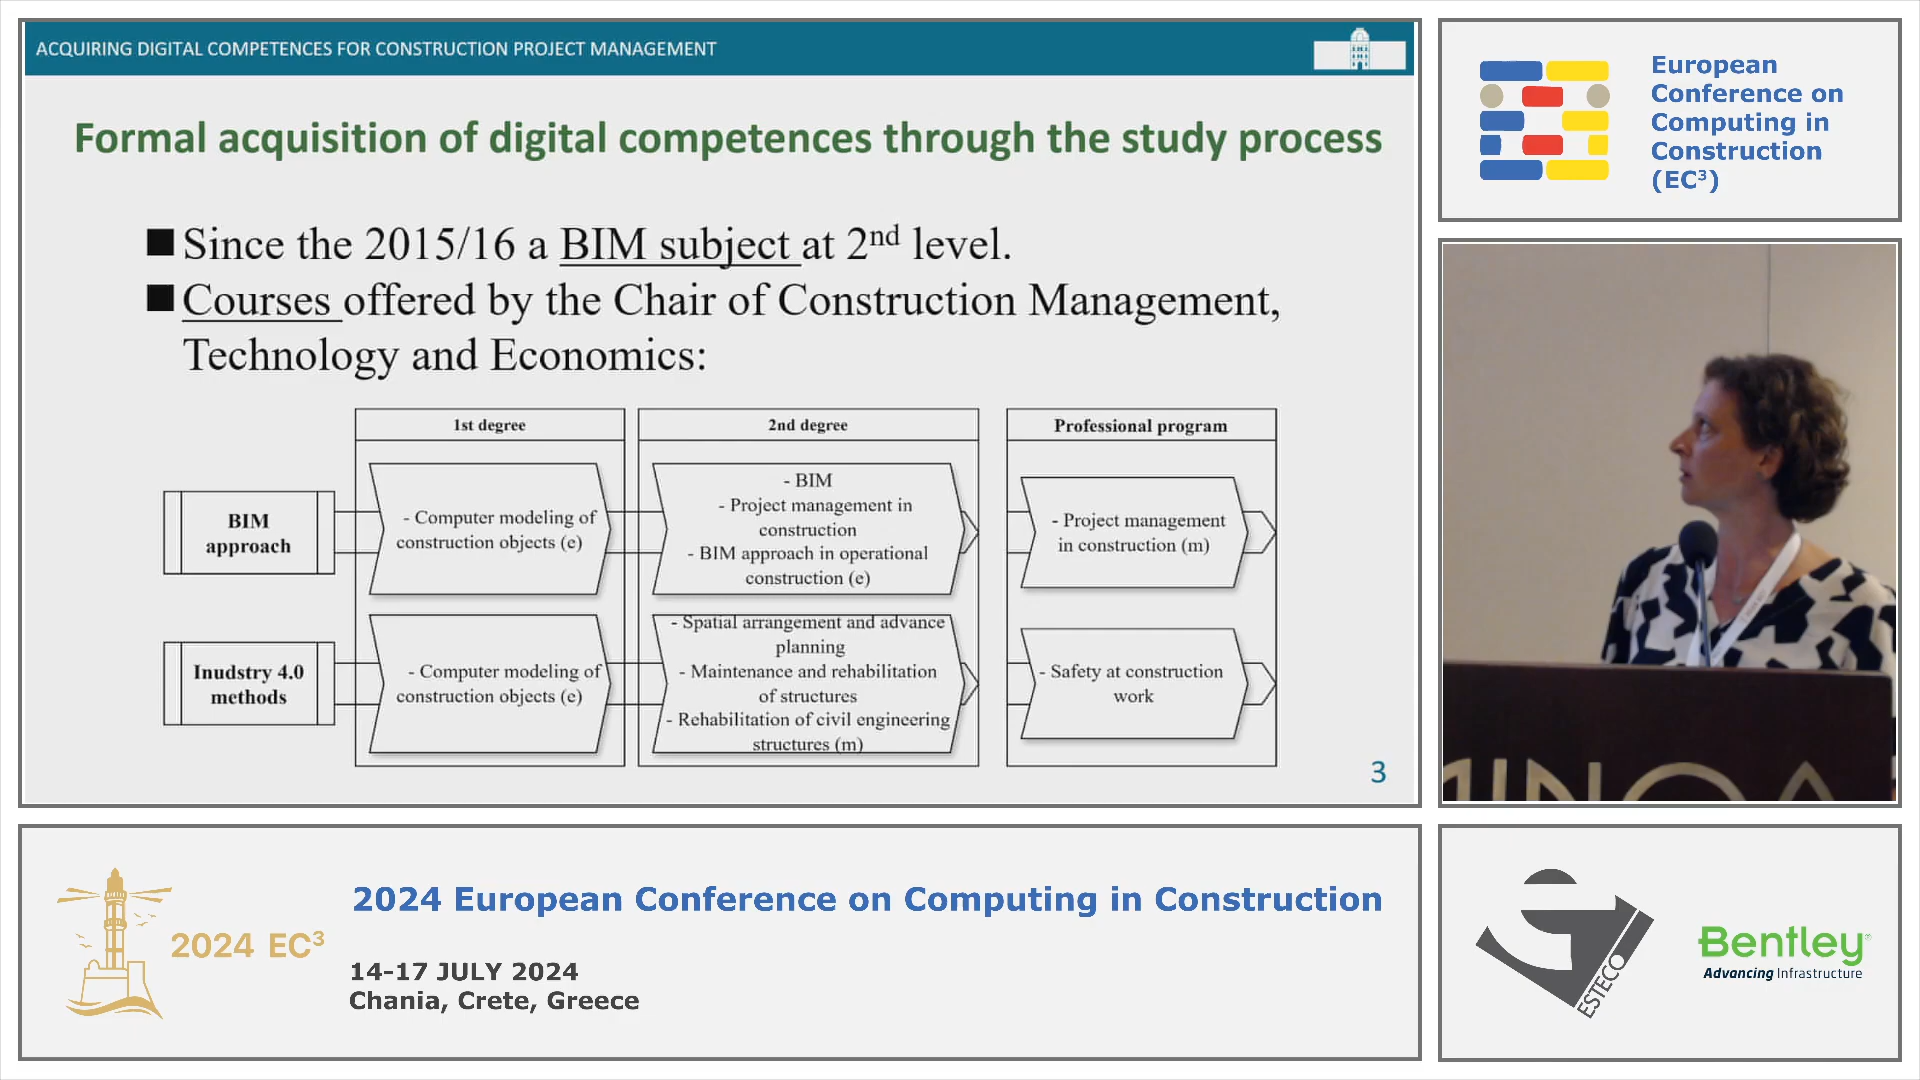 ACQUIRING DIGITAL COMPETENCES FOR CONSTRUCTION PROJECT MANAGEMENT
Formal acquisition of digital competences through the study process
■ Since the 2015/16 a BIM subject at 2nd level.
■ Courses offered by the Chair of Construction Management,
Technology and Economics:
1st degree
2nd degree
Professional program
BIM
approach
- Computer modeling of
construction objects (e)
- BIM
- Project management in
construction
- BIM approach in operational
construction (e)
- Project management
in construction (m)
Inudstry 4.0
methods
- Computer modeling of
construction objects (e)
- Spatial arrangement and advance
planning
- Maintenance and rehabilitation
of structures
- Rehabilitation of civil engineering
structures (m)
- Safety at construction
work
3
European
Conference on
Computing in
Construction
(EC³)
MINOA
2024 EC³
2024 European Conference on Computing in Construction
14-17 JULY 2024
Chania, Crete, Greece
ESTECO
Bentley®
Advancing Infrastructure